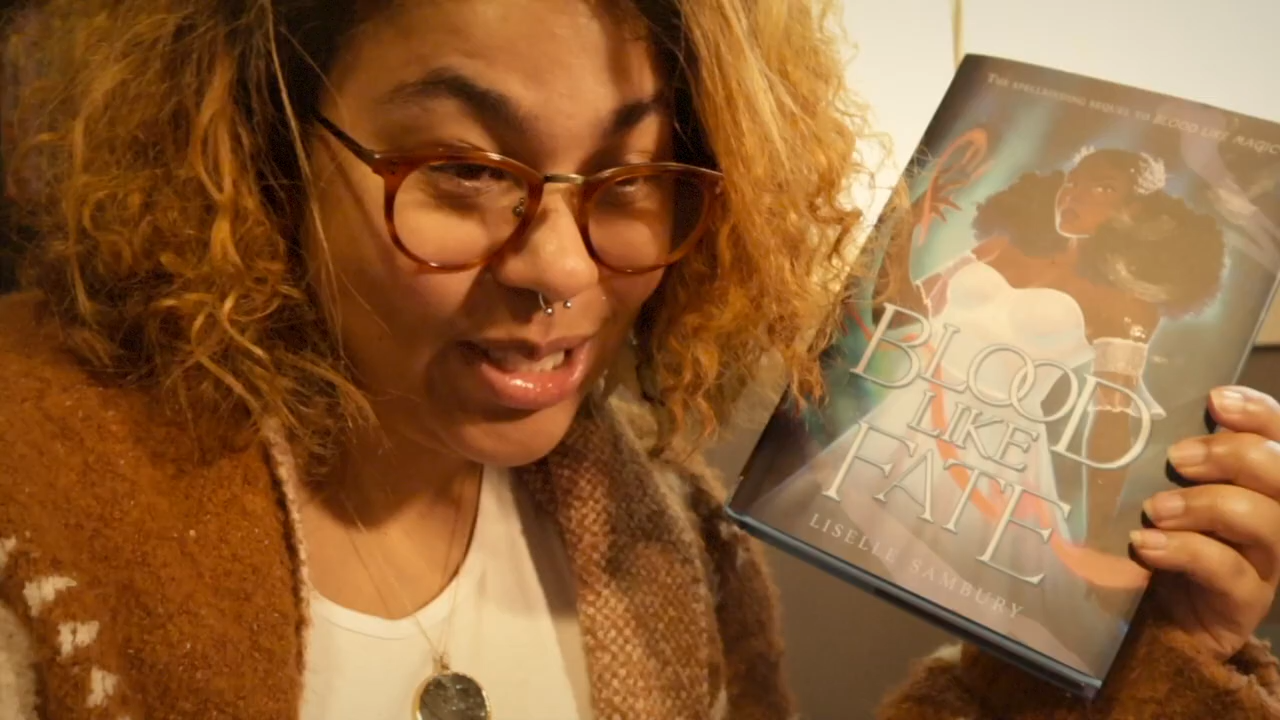 THE SPELLBINDING SEQUEL TO BLOOD LIKE MAGIC
BLOOD
LIKE
FATE
LISELLE SAMBURY